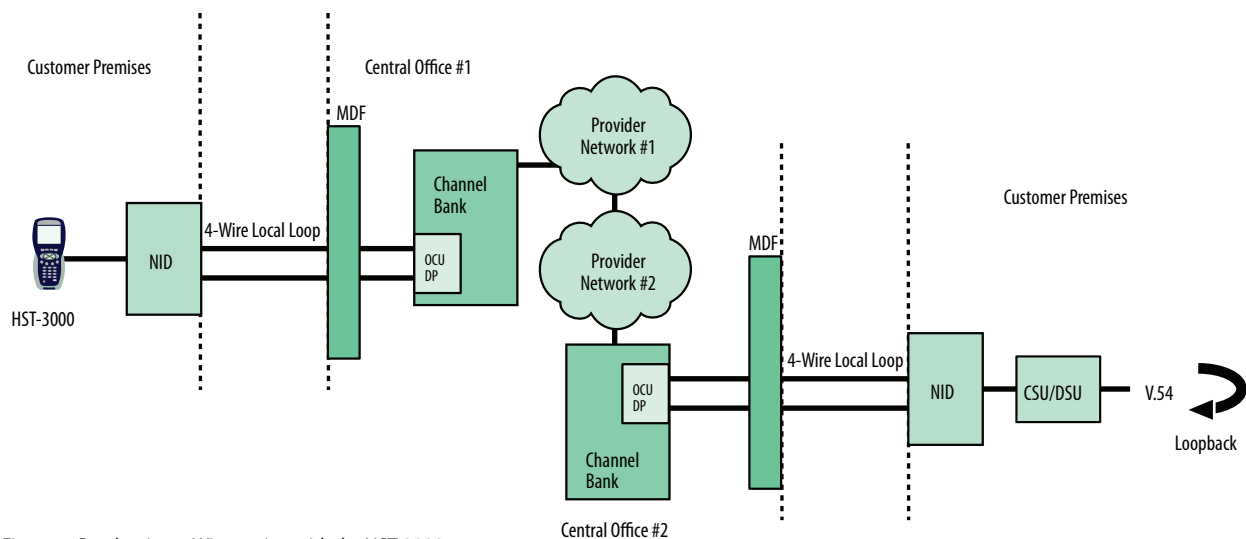 Customer Premises
Central Office #1
MDF
Provider
Network #1
Channel
Bank
Customer Premises
4-Wire Local Loop
NID
OCU
DP
Provider
Network #2
MDF
HST-3000
4-Wire Local Loop
OCU
DP
NID
CSU/DSU
V.54
Loopback
Channel
Bank
Central Office #2